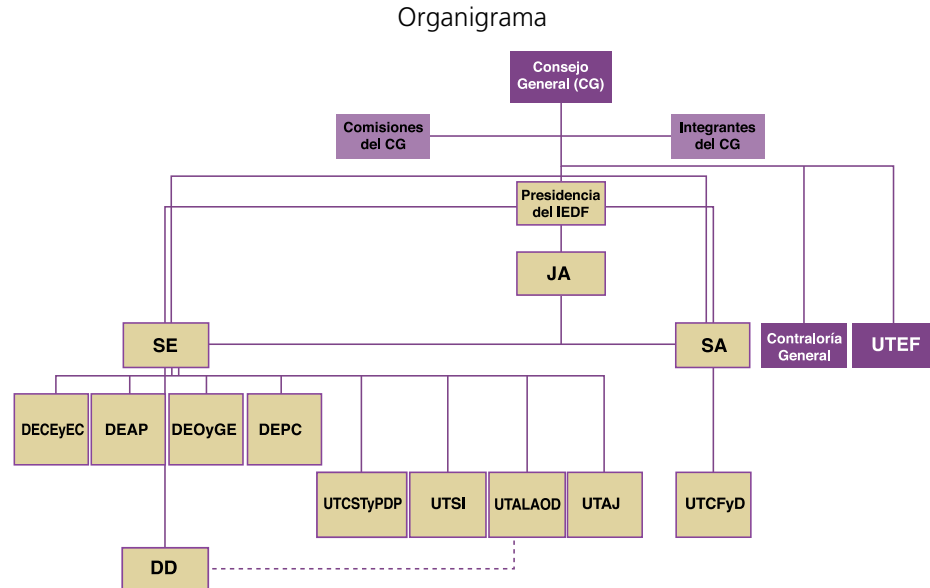 Organigrama
Consejo
General (CG)
Comisiones
del CG
Integrantes
del CG
Presidencia
del IEDF
JA
SE
SA
Contraloría
General
UTEF
DECEyEC
DEAP
DEOyGE
DEPC
UTCSTyPDP
UTSI
UTALAOD
UTAJ
UTCFyD
DD